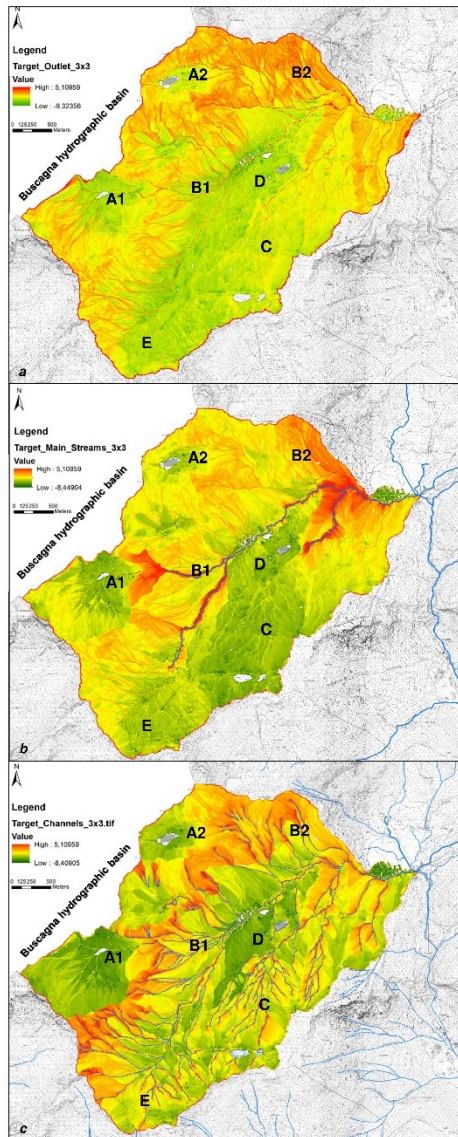 N
Legend
Target_Outlet_3x3
Value
High : 5,10959
Low : -9,32356
0 125250 500
Meters
Buscagna hydrographic basin
A2
B2
A1
B1
D
C
E
a
N
Legend
Target_Main_Streams_3x3
Value
High : 5,10959
Low : -8,44904
0 125250 500
Meters
Buscagna hydrographic basin
A2
B2
A1
B1
D
C
E
b
N
Legend
Target_Channels_3x3.tif
Value
High : 5,10959
Low : -8,40905
0 125250 500
Meters
Buscagna hydrographic basin
A2
B2
A1
B1
D
C
E
c